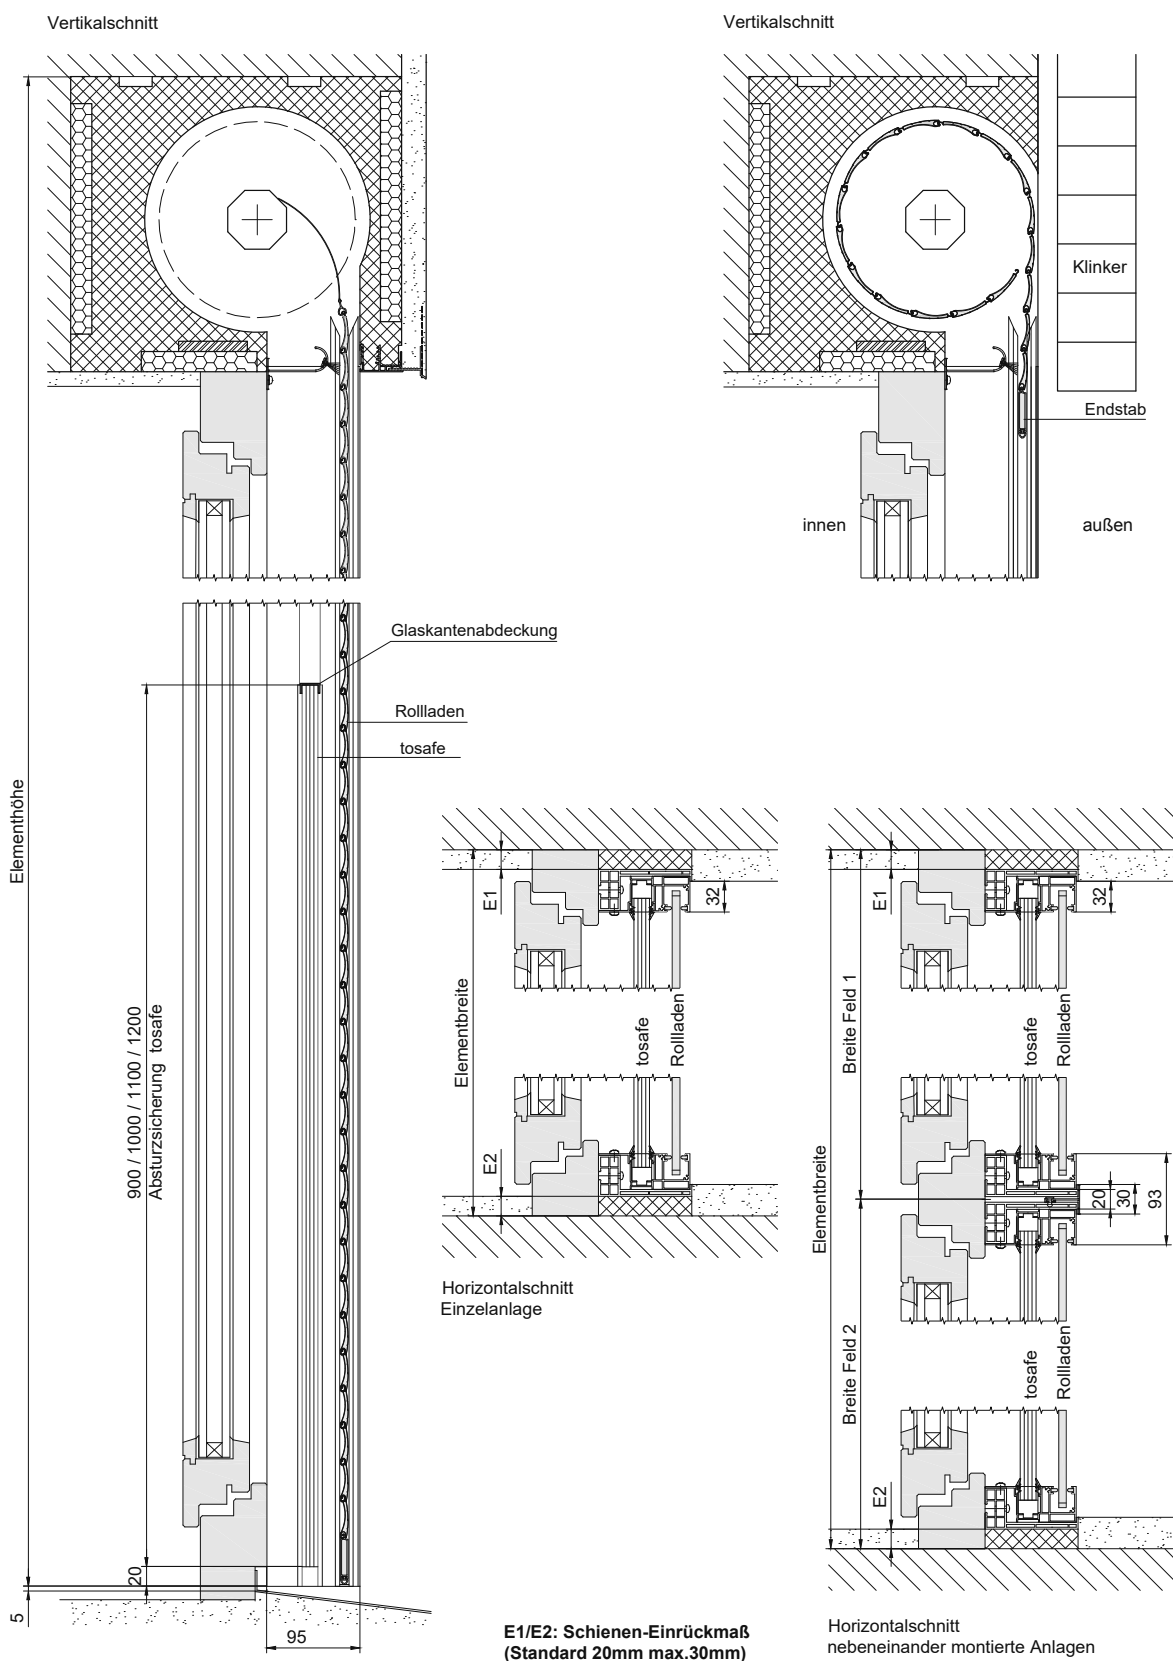 Vertikalschnitt
Vertikalschnitt
Klinker
Endstab
innen
außen
Glaskantenabdeckung
Rollladen
tosafe
Elementhöhe
900 / 1000 / 1100 / 1200
Absturzsicherung tosafe
20
5
95
E1
32
Elementbreite
tosafe
Rollladen
E2
Horizontalschnitt
Einzelanlage
E1
32
Breite Feld 1
tosafe
Rollladen
Elementbreite
20
30
93
Breite Feld 2
tosafe
Rollladen
E2
E1/E2: Schienen-Einrückmaß
(Standard 20mm max.30mm)
Horizontalschnitt
nebeneinander montierte Anlagen